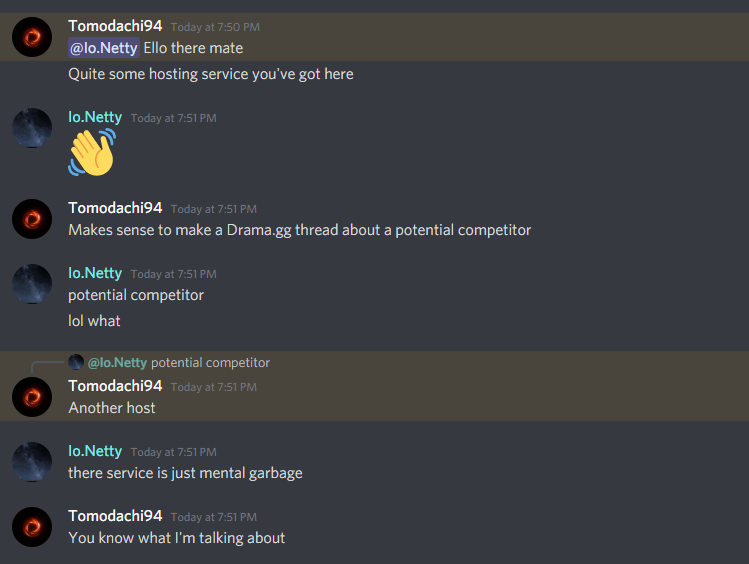 Tomodachi94 Today at 7:50 PM
@Io.Netty Ello there mate
Quite some hosting service you've got here
Io.Netty Today at 7:51 PM
Tomodachi94 Today at 7:51 PM
Makes sense to make a Drama.gg thread about a potential competitor
Io.Netty Today at 7:51 PM
potential competitor
lol what
@Io.Netty potential competitor
Tomodachi94 Today at 7:51 PM
Another host
Io.Netty Today at 7:51 PM
there service is just mental garbage
Tomodachi94 Today at 7:51 PM
You know what I'm talking about